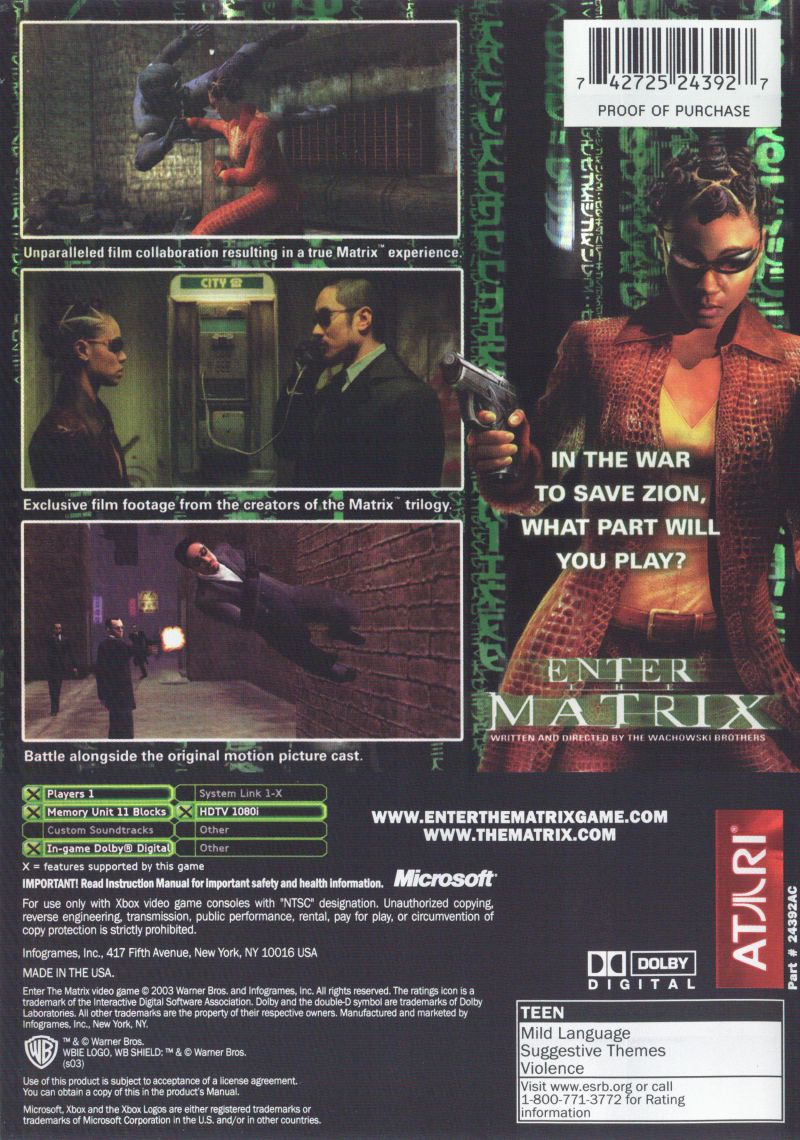 7 42725 24392 7
PROOF OF PURCHASE
Unparalleled film collaboration resulting in a true Matrix™ experience.
CITY
Exclusive film footage from the creators of the Matrix™ trilogy.
IN THE WAR
TO SAVE ZION,
WHAT PART WILL
YOU PLAY?
ENTER
THE
MATRIX
WRITTEN AND DIRECTED BY THE WACHOWSKI BROTHERS
Battle alongside the original motion picture cast.
X Players 1
System Link 1-X
X Memory Unit 11 Blocks
X HDTV 1080i
Custom Soundtracks
Other
X In-game Dolby® Digital
Other
X = features supported by this game
WWW.ENTERTHEMATRIXGAME.COM
WWW.THEMATRIX.COM
IMPORTANT! Read Instruction Manual for important safety and health information.
Microsoft®
For use only with Xbox video game consoles with "NTSC" designation. Unauthorized copying,
reverse engineering, transmission, public performance, rental, pay for play, or circumvention of
copy protection is strictly prohibited.
Infogrames, Inc., 417 Fifth Avenue, New York, NY 10016 USA
MADE IN THE USA.
Enter The Matrix video game © 2003 Warner Bros. and Infogrames, Inc. All rights reserved. The ratings icon is a
trademark of the Interactive Digital Software Association. Dolby and the double-D symbol are trademarks of Dolby
Laboratories. All other trademarks are the property of their respective owners. Manufactured and marketed by
Infogrames, Inc., New York, NY.
WB
™ & © Warner Bros.
WBIE LOGO, WB SHIELD: ™ & © Warner Bros.
(s03)
Use of this product is subject to acceptance of a license agreement.
You can obtain a copy of this in the product's Manual.
Microsoft, Xbox and the Xbox Logos are either registered trademarks or
trademarks of Microsoft Corporation in the U.S. and/or in other countries.
ATARI®
Part # 24392AC
DOLBY
DIGITAL
TEEN
Mild Language
Suggestive Themes
Violence
Visit www.esrb.org or call
1-800-771-3772 for Rating
information